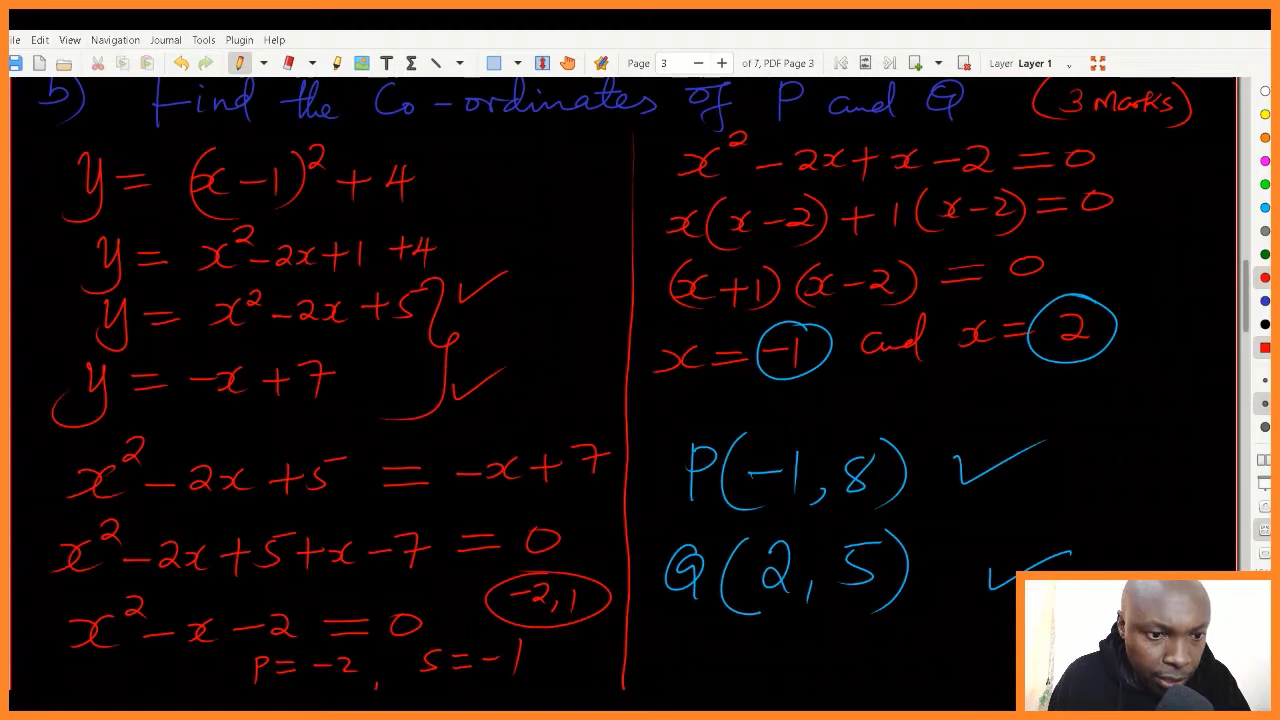 ile Edit View Navigation Journal Tools Plugin Help
Page 3 of 7, PDF Page 3 Layer Layer 1
b) Find the Co-ordinates of P and Q (3 Marks)
y = (x-1)² + 4
y = x²-2x+1 +4
y = x²-2x+5
y = -x+7
x²-2x+5 = -x+7
x²-2x+5+x-7 = 0
x²-x-2 = 0
-2,1
P= -2, S=-1
x²-2x+x-2=0
x(x-2)+1(x-2)=0
(x+1)(x-2) = 0
x = -1 and x = 2
P(-1,8)
Q(2,5)